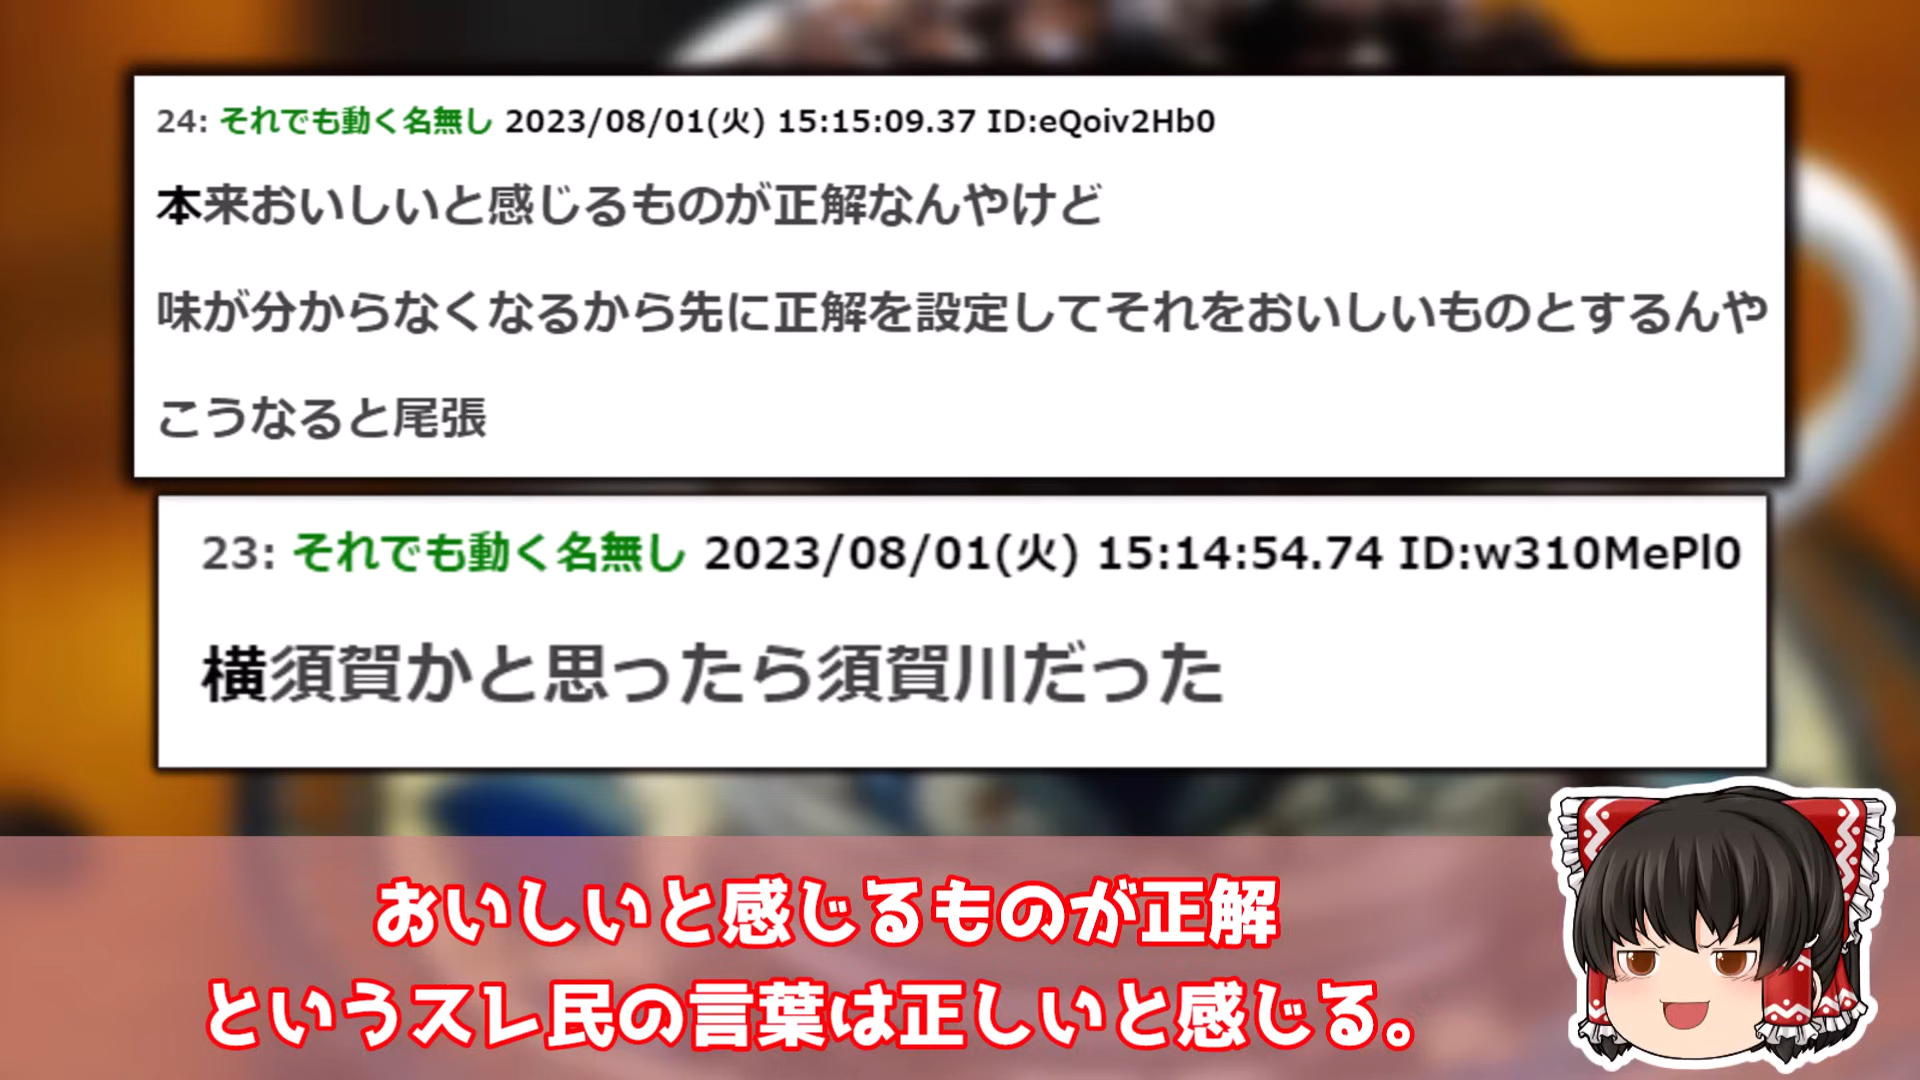 24: それでも動く名無し 2023/08/01(火) 15:15:09.37 ID:eQoiv2Hb0
本来おいしいと感じるものが正解なんやけど
味が分からなくなるから先に正解を設定してそれをおいしいものとするんや
こうなると尾張
23: それでも動く名無し 2023/08/01(火) 15:14:54.74 ID:w310MePl0
横須賀かと思ったら須賀川だった
おいしいと感じるものが正解
というスレ民の言葉は正しいと感じる。